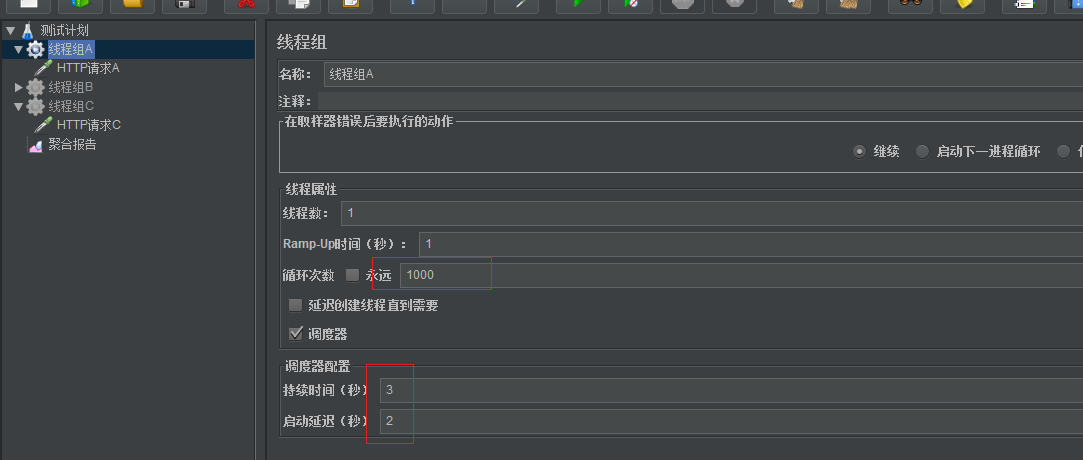 测试计划
线程组A
HTTP请求A
线程组B
线程组C
HTTP请求C
聚合报告
线程组
名称： 线程组A
注释：
在取样器错误后要执行的动作
继续 启动下一进程循环
线程属性
线程数： 1
Ramp-Up时间（秒）： 1
循环次数 永远 1000
延迟创建线程直到需要
调度器
调度器配置
持续时间（秒） 3
启动延迟（秒） 2